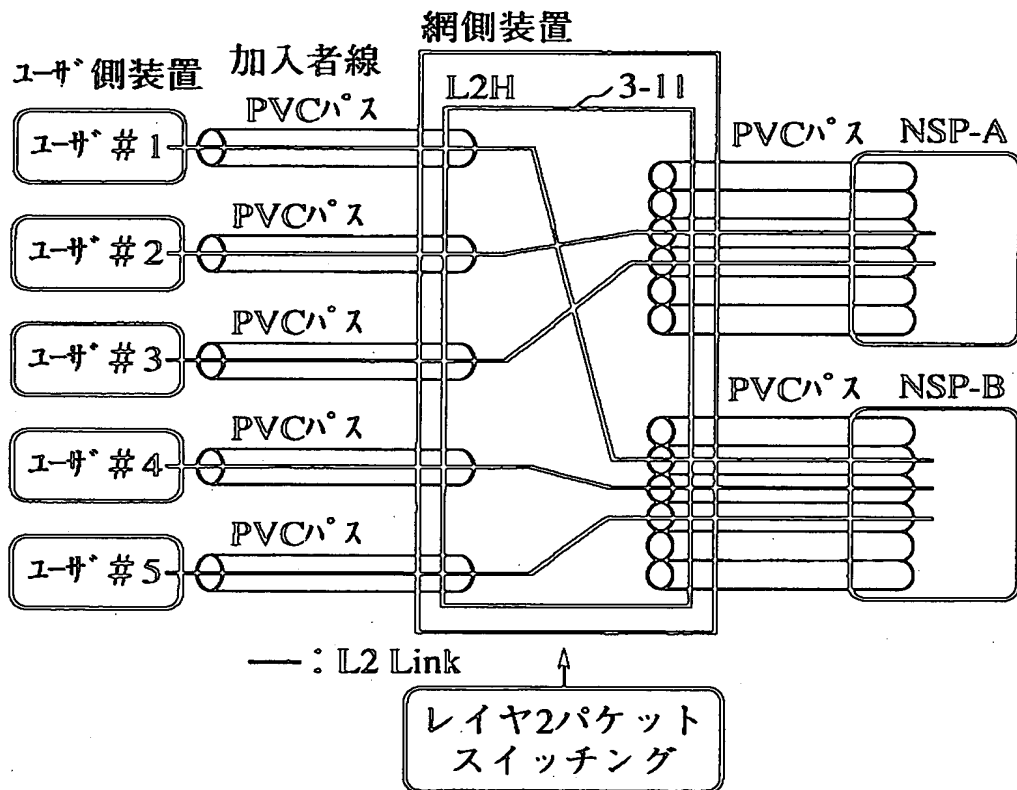 網側装置
ユーザ側装置
加入者線
L2H
3-11
PVCパス
PVCパス
NSP-A
ユーザ#1
PVCパス
ユーザ#2
PVCパス
ユーザ#3
PVCパス
NSP-B
PVCパス
ユーザ#4
PVCパス
ユーザ#5
── : L2 Link
レイヤ2パケット
スイッチング